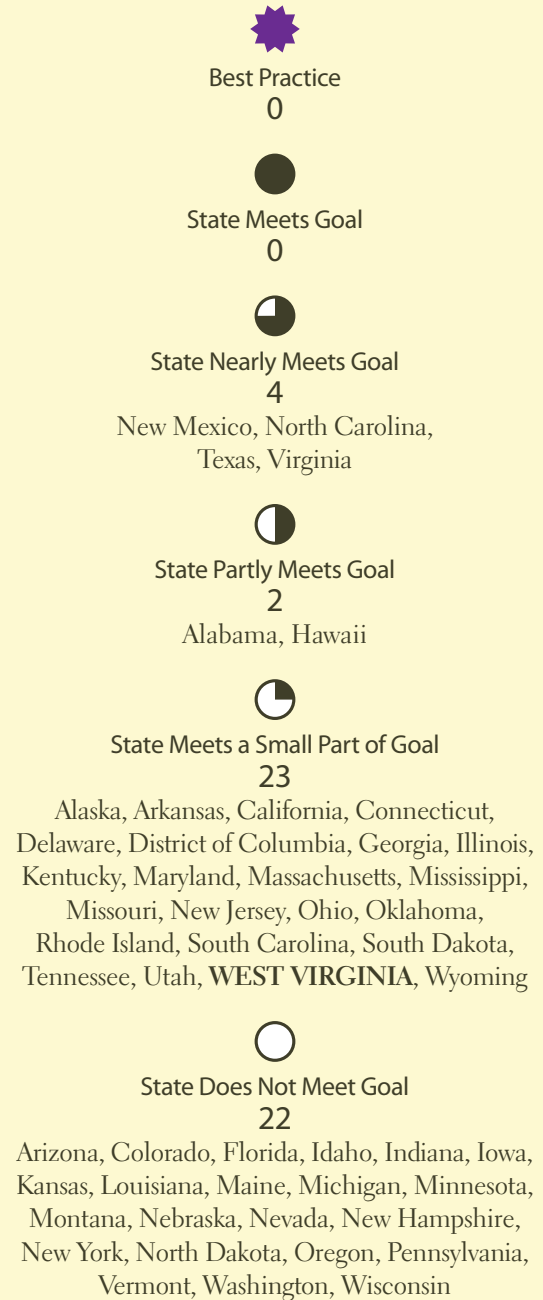 Best Practice
0
State Meets Goal
0
State Nearly Meets Goal
4
New Mexico, North Carolina,
Texas, Virginia
State Partly Meets Goal
2
Alabama, Hawaii
State Meets a Small Part of Goal
23
Alaska, Arkansas, California, Connecticut,
Delaware, District of Columbia, Georgia, Illinois,
Kentucky, Maryland, Massachusetts, Mississippi,
Missouri, New Jersey, Ohio, Oklahoma,
Rhode Island, South Carolina, South Dakota,
Tennessee, Utah, WEST VIRGINIA, Wyoming
State Does Not Meet Goal
22
Arizona, Colorado, Florida, Idaho, Indiana, Iowa,
Kansas, Louisiana, Maine, Michigan, Minnesota,
Montana, Nebraska, Nevada, New Hampshire,
New York, North Dakota, Oregon, Pennsylvania,
Vermont, Washington, Wisconsin